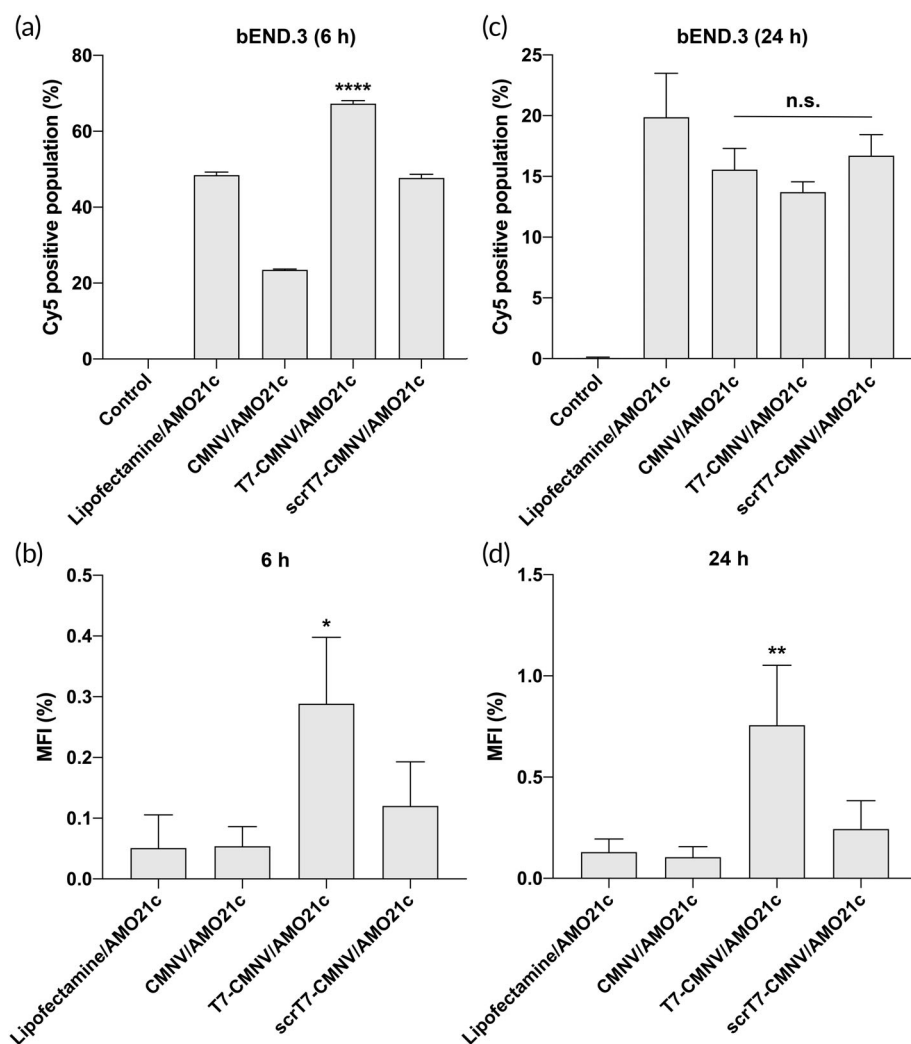 (a)
bEND.3 (6 h)
Cy5 positive population (%)
80
60
40
20
0
****
Control
Lipofectamine/AMO21c
CMNV/AMO21c
T7-CMNV/AMO21c
scrT7-CMNV/AMO21c
(c)
bEND.3 (24 h)
Cy5 positive population (%)
25
20
15
10
5
0
n.s.
Control
Lipofectamine/AMO21c
CMNV/AMO21c
T7-CMNV/AMO21c
scrT7-CMNV/AMO21c
(b)
6 h
MFI (%)
0.5
0.4
0.3
0.2
0.1
0.0
*
Lipofectamine/AMO21c
CMNV/AMO21c
T7-CMNV/AMO21c
scrT7-CMNV/AMO21c
(d)
24 h
MFI (%)
1.5
1.0
0.5
0.0
**
Lipofectamine/AMO21c
CMNV/AMO21c
T7-CMNV/AMO21c
scrT7-CMNV/AMO21c